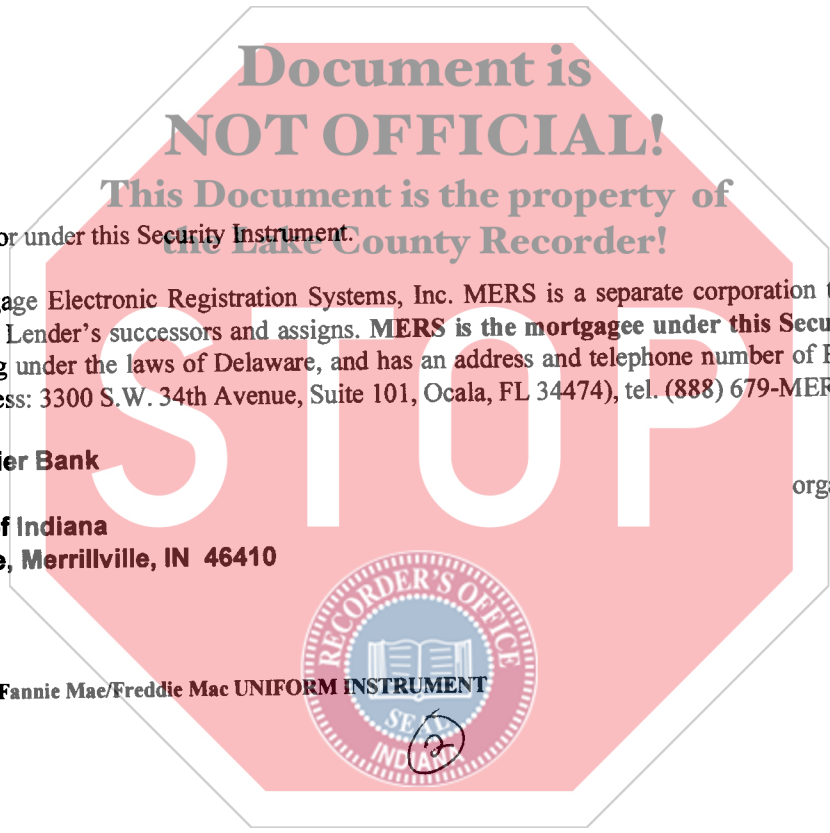 Document is
NOT OFFICIAL!
This Document is the property of
the Lake County Recorder!
or under this Security Instrument.
age Electronic Registration Systems, Inc. MERS is a separate corporation t
Lender's successors and assigns. MERS is the mortgagee under this Secu
g under the laws of Delaware, and has an address and telephone number of
ess: 3300 S.W. 34th Avenue, Suite 101, Ocala, FL 34474), tel. (888) 679-MER
STOP
ier Bank
orga
f Indiana
e, Merrillville, IN 46410
RECORDER'S OFFICE
Fannie Mae/Freddie Mac UNIFORM INSTRUMENT
SEAL
INDIANA
2